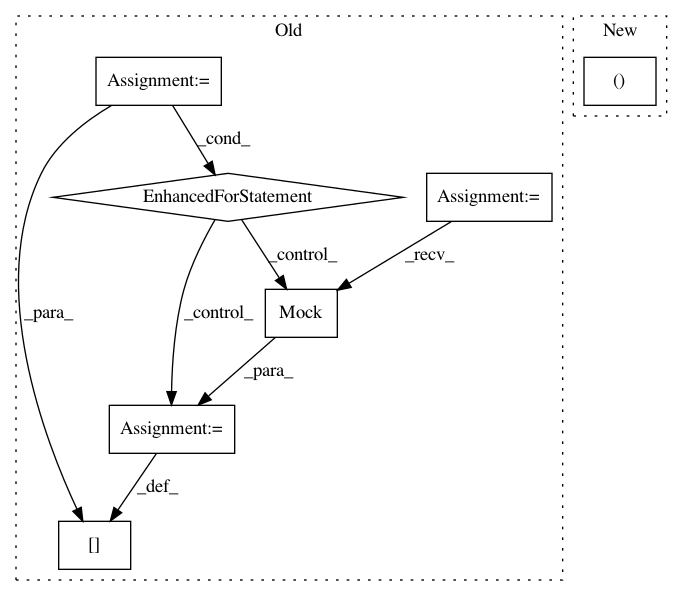 Old
New
Assignment:=
()
_cond_
EnhancedForStatement
Assignment:=
_control_
_recv_
_para_
_control_
Mock
_para_
Assignment:=
_def_
[]